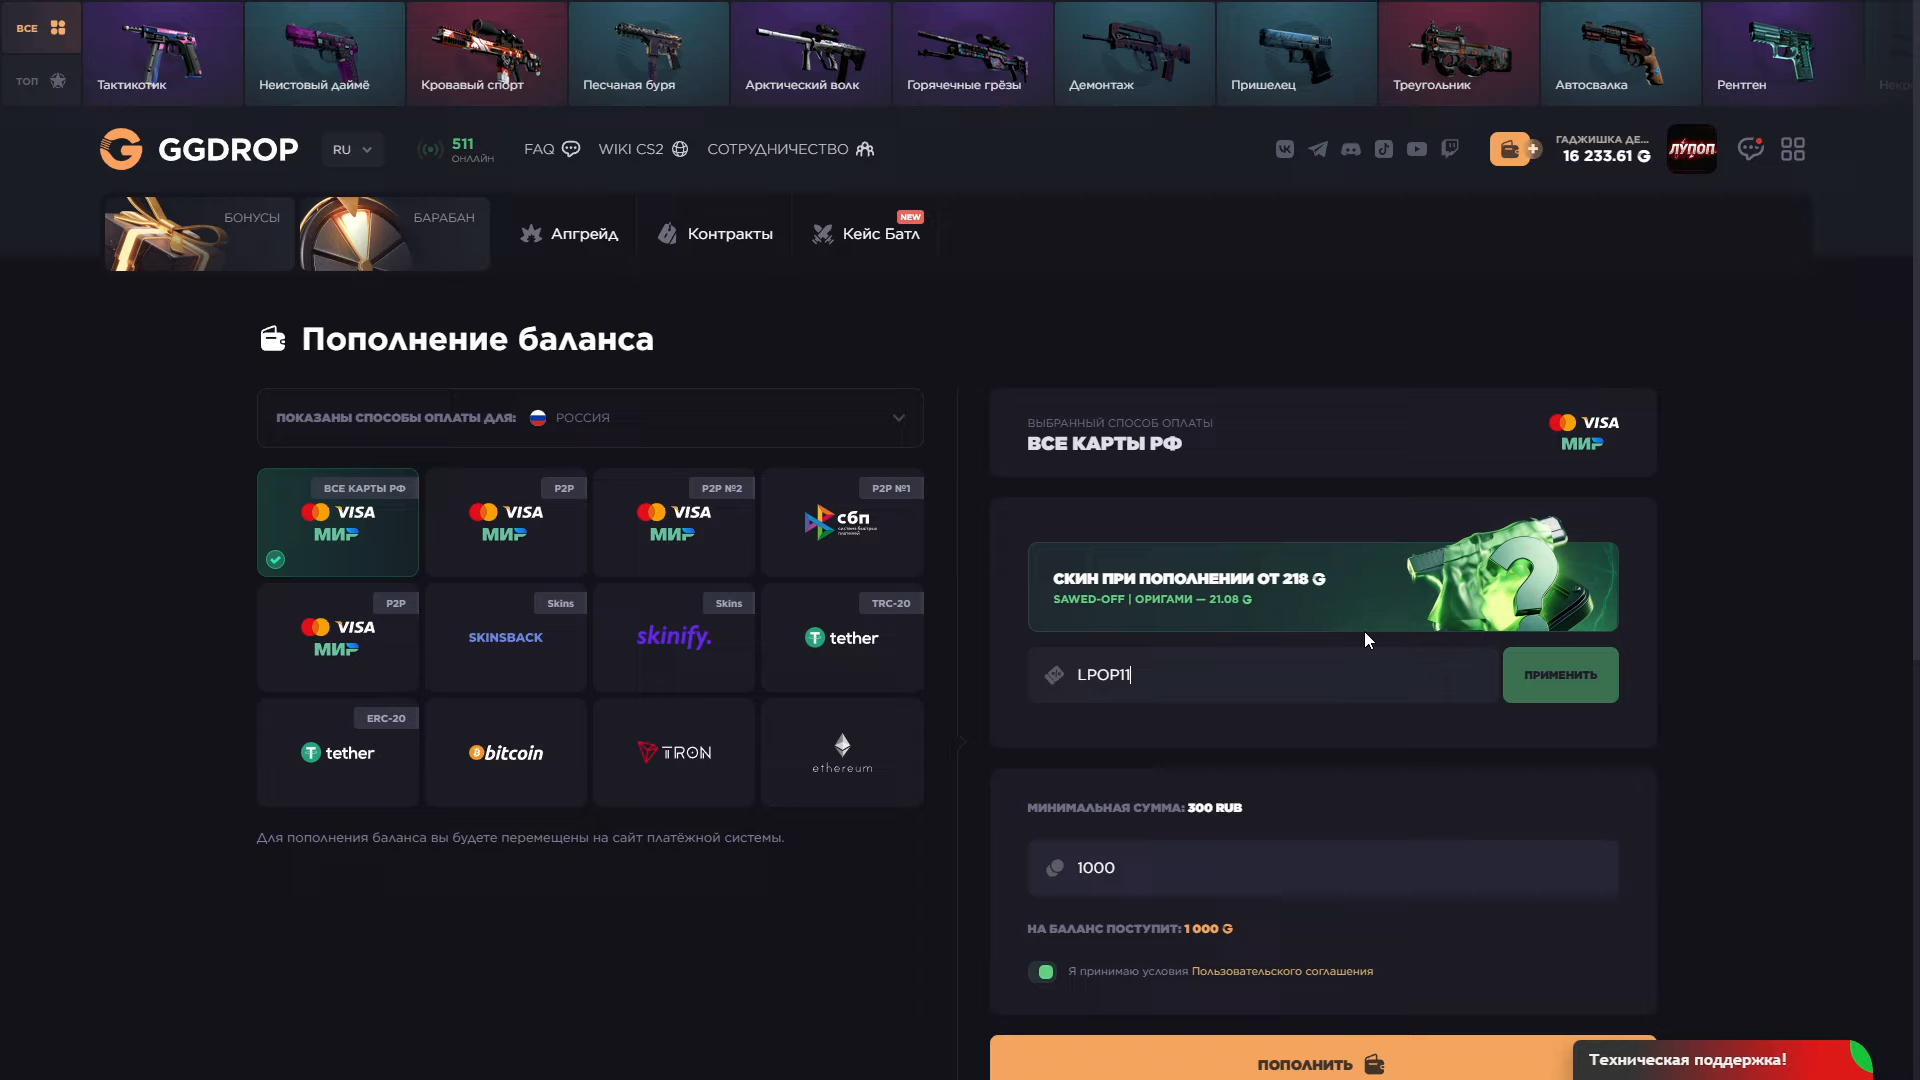 ВСЕ
ТОП
Тактикотик
Неистовый даймё
Кровавый спорт
Песчаная буря
Арктический волк
Горячечные грёзы
Демонтаж
Пришелец
Треугольник
Автосвалка
Рентген
GGDROP
RU
511
ОНЛАЙН
FAQ
WIKI CS2
СОТРУДНИЧЕСТВО
ГАДЖИШКА ДЕ...
16 233.61 G
ЛУПОП
БОНУСЫ
БАРАБАН
Апгрейд
Контракты
NEW
Кейс Батл
Пополнение баланса
ПОКАЗАНЫ СПОСОБЫ ОПЛАТЫ ДЛЯ: РОССИЯ
ВСЕ КАРТЫ РФ
VISA
МИР
P2P
VISA
МИР
P2P №2
VISA
МИР
P2P №1
сбп
система быстрых
платежей
P2P
VISA
МИР
Skins
SKINSBACK
Skins
skinify.
TRC-20
tether
ERC-20
tether
bitcoin
TRON
ethereum
Для пополнения баланса вы будете перемещены на сайт платёжной системы.
ВЫБРАННЫЙ СПОСОБ ОПЛАТЫ
ВСЕ КАРТЫ РФ
VISA
МИР
СКИН ПРИ ПОПОЛНЕНИИ ОТ 218 G
SAWED-OFF | ОРИГАМИ — 21.08 G
LPOP11
ПРИМЕНИТЬ
МИНИМАЛЬНАЯ СУММА: 300 RUB
1000
НА БАЛАНС ПОСТУПИТ: 1 000 G
Я принимаю условия Пользовательского соглашения
ПОПОЛНИТЬ
Техническая поддержка!